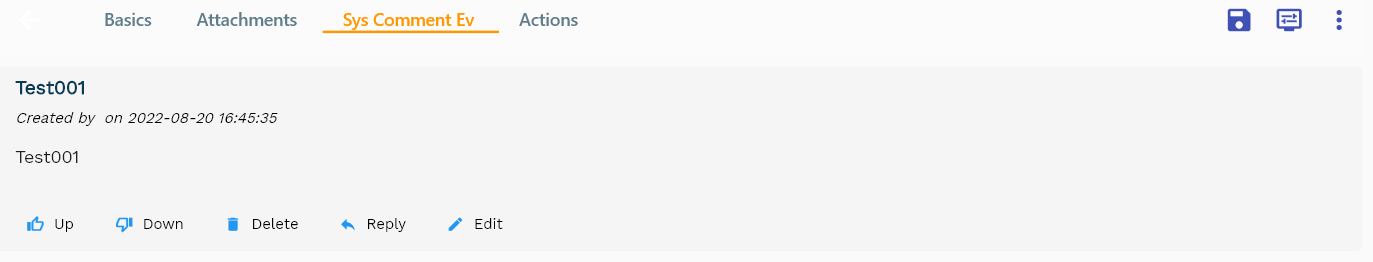 Basics Attachments Sys Comment Ev Actions
Test001
Created by on 2022-08-20 16:45:35
Test001
Up Down Delete Reply Edit